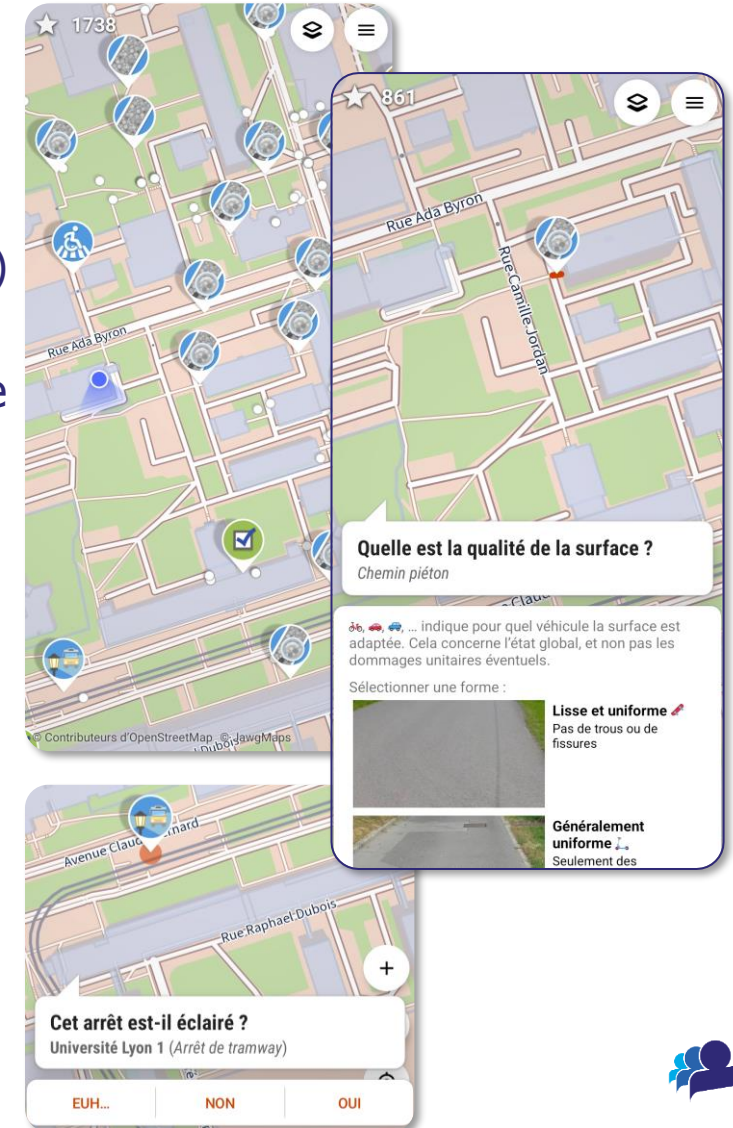 1738
Rue Ada Byron
© Contributeurs d'OpenStreetMap © JawgMaps
Dubois
)
e
861
Rue Ada Byron
Rue Camille Jordan
Quelle est la qualité de la surface ?
Chemin piéton
Claud
, … indique pour quel véhicule la surface est
adaptée. Cela concerne l'état global, et non pas les
dommages unitaires éventuels.
Sélectionner une forme :
Lisse et uniforme
Pas de trous ou de
fissures
Généralement
uniforme
Seulement des
Avenue Claude Bernard
Rue Raphael Dubois
+
Cet arrêt est-il éclairé ?
Université Lyon 1 (Arrêt de tramway)
EUH… NON OUI